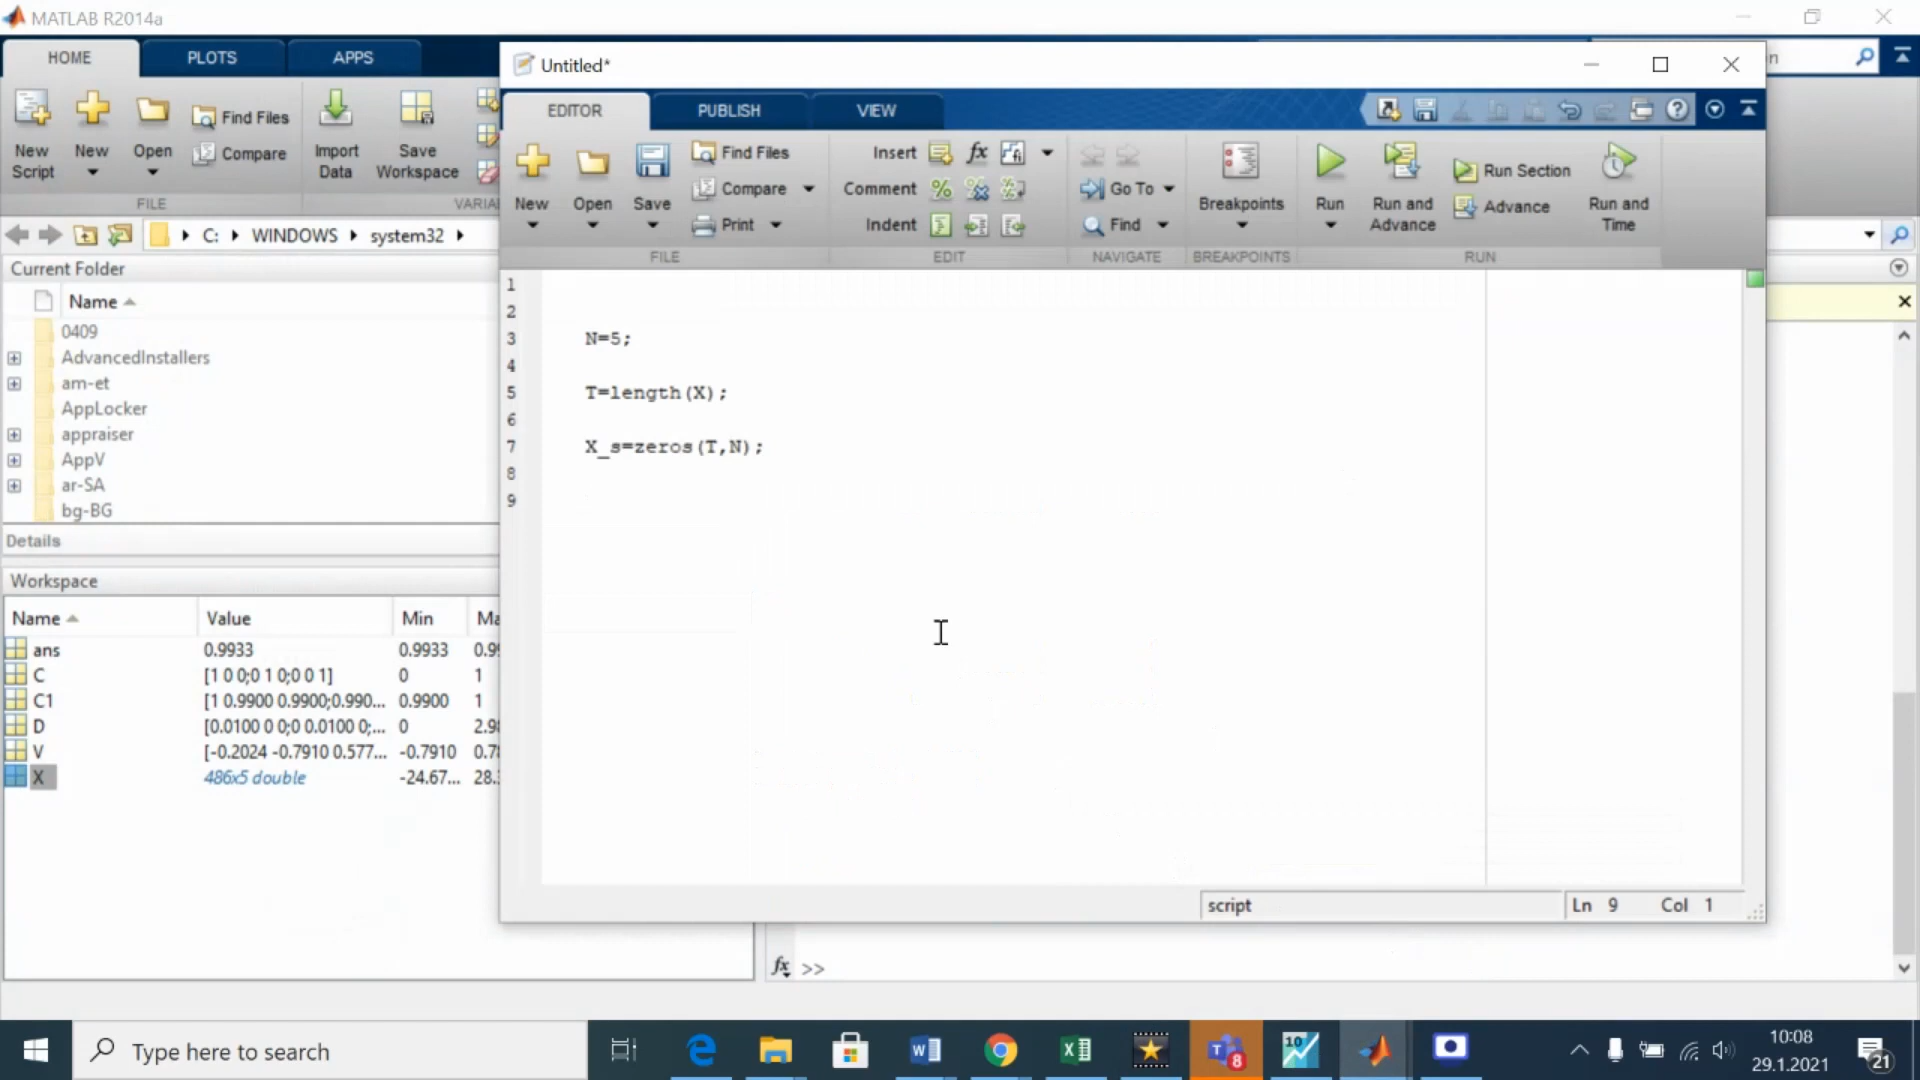 MATLAB R2014a
HOME PLOTS APPS
Untitled*
EDITOR PUBLISH VIEW
New Script
New
Open
Find Files
Compare
Import Data
Save Workspace
FILE
New
Open
Save
Find Files
Compare
Print
FILE
Insert
Comment
Indent
EDIT
Go To
Find
NAVIGATE
Breakpoints
BREAKPOINTS
Run
Run and Advance
Run Section
Advance
Run and Time
RUN
C: WINDOWS system32
Current Folder
Name
0409
AdvancedInstallers
am-et
AppLocker
appraiser
AppV
ar-SA
bg-BG
Details
Workspace
Name Value Min
ans 0.9933 0.9933
C [1 0 0;0 1 0;0 0 1] 0 1
C1 [1 0.9900 0.9900;0.990... 0.9900 1
D [0.0100 0 0;0 0.0100 0;... 0
V [-0.2024 -0.7910 0.577... -0.7910
X 486x5 double -24.67...
1
2
3 N=5;
4
5 T=length(X);
6
7 X_s=zeros(T,N);
8
9
script Ln 9 Col 1
fx >>
Type here to search
10:08
29.1.2021
8
10
21